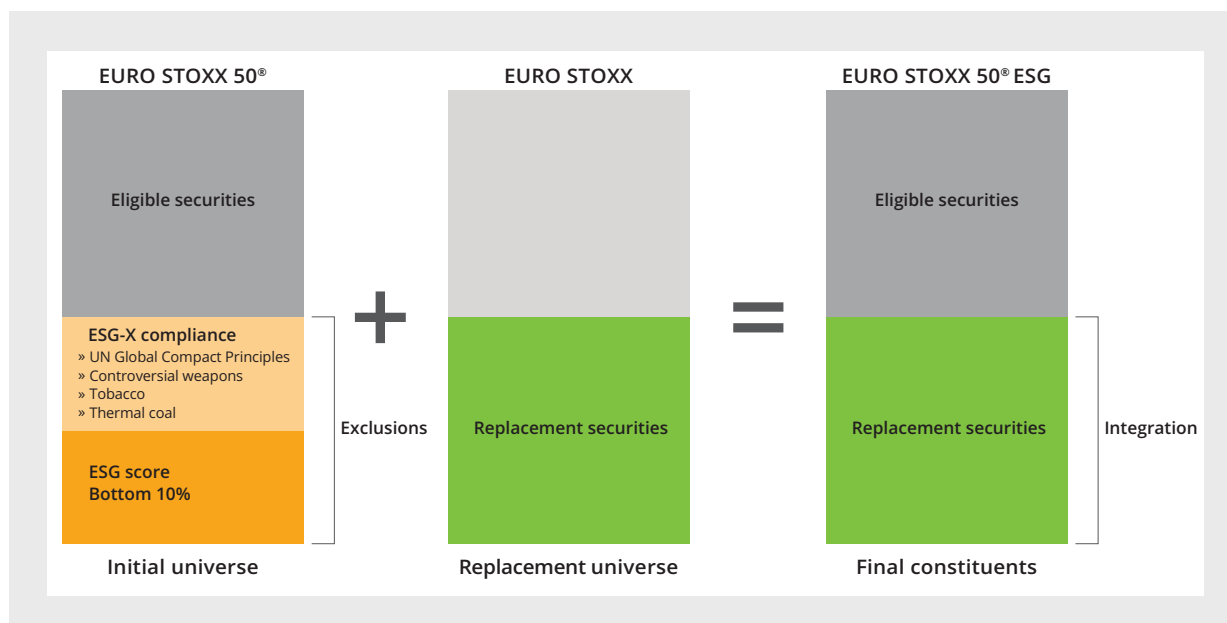 EURO STOXX 50®
EURO STOXX
EURO STOXX 50® ESG
Eligible securities
Eligible securities
ESG-X compliance
» UN Global Compact Principles
» Controversial weapons
» Tobacco
» Thermal coal
Exclusions
Replacement securities
Replacement securities
Integration
ESG score
Bottom 10%
Initial universe
Replacement universe
Final constituents